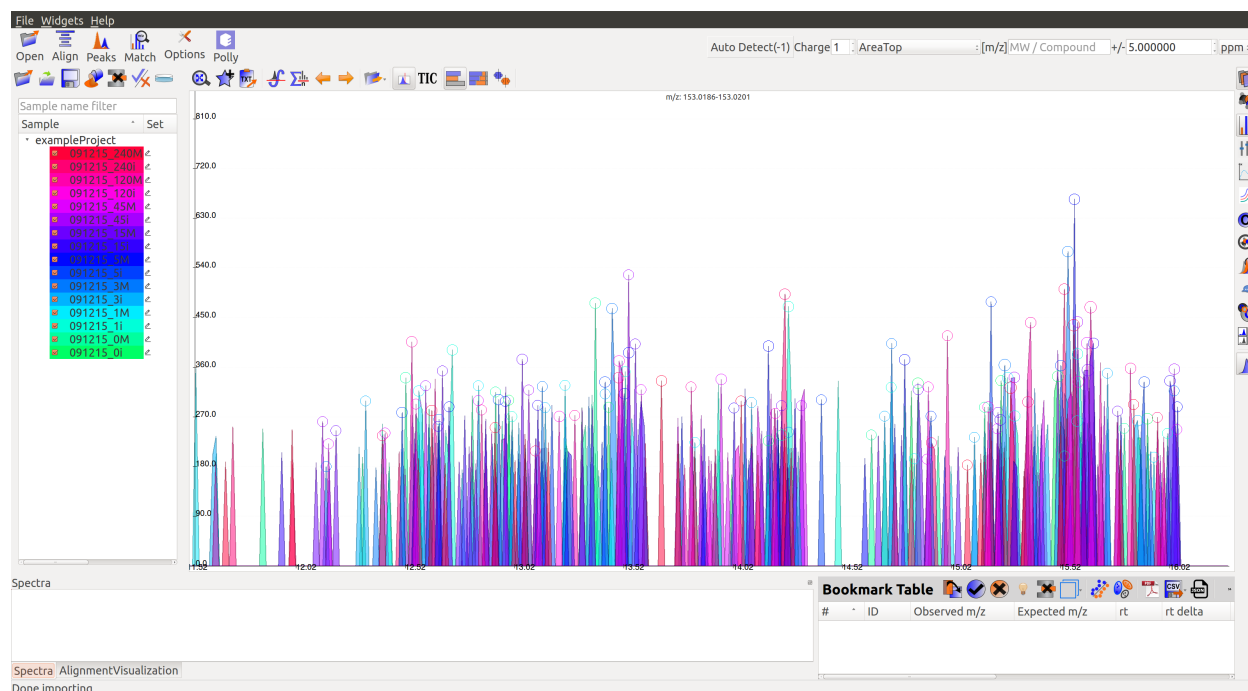 File Widgets Help
Open Align Peaks Match Options Polly
Auto Detect(-1) Charge 1 AreaTop [m/z] MW / Compound +/- 5.000000 ppm
TXT TIC
Sample name filter
Sample Set
exampleProject
091215_240M
091215_240i
091215_120M
091215_120i
091215_45M
091215_45i
091215_15M
091215_15i
091215_5M
091215_5i
091215_3M
091215_3i
091215_1M
091215_1i
091215_0M
091215_0i
m/z: 153.0186-153.0201
810.0
720.0
630.0
540.0
450.0
360.0
270.0
180.0
90.0
0.0
11.52 12.02 12.52 13.02 13.52 14.02 14.52 15.02 15.52 16.02
Spectra
Bookmark Table PDF CSV JSON
# ID Observed m/z Expected m/z rt rt delta
Spectra AlignmentVisualization
Done importing